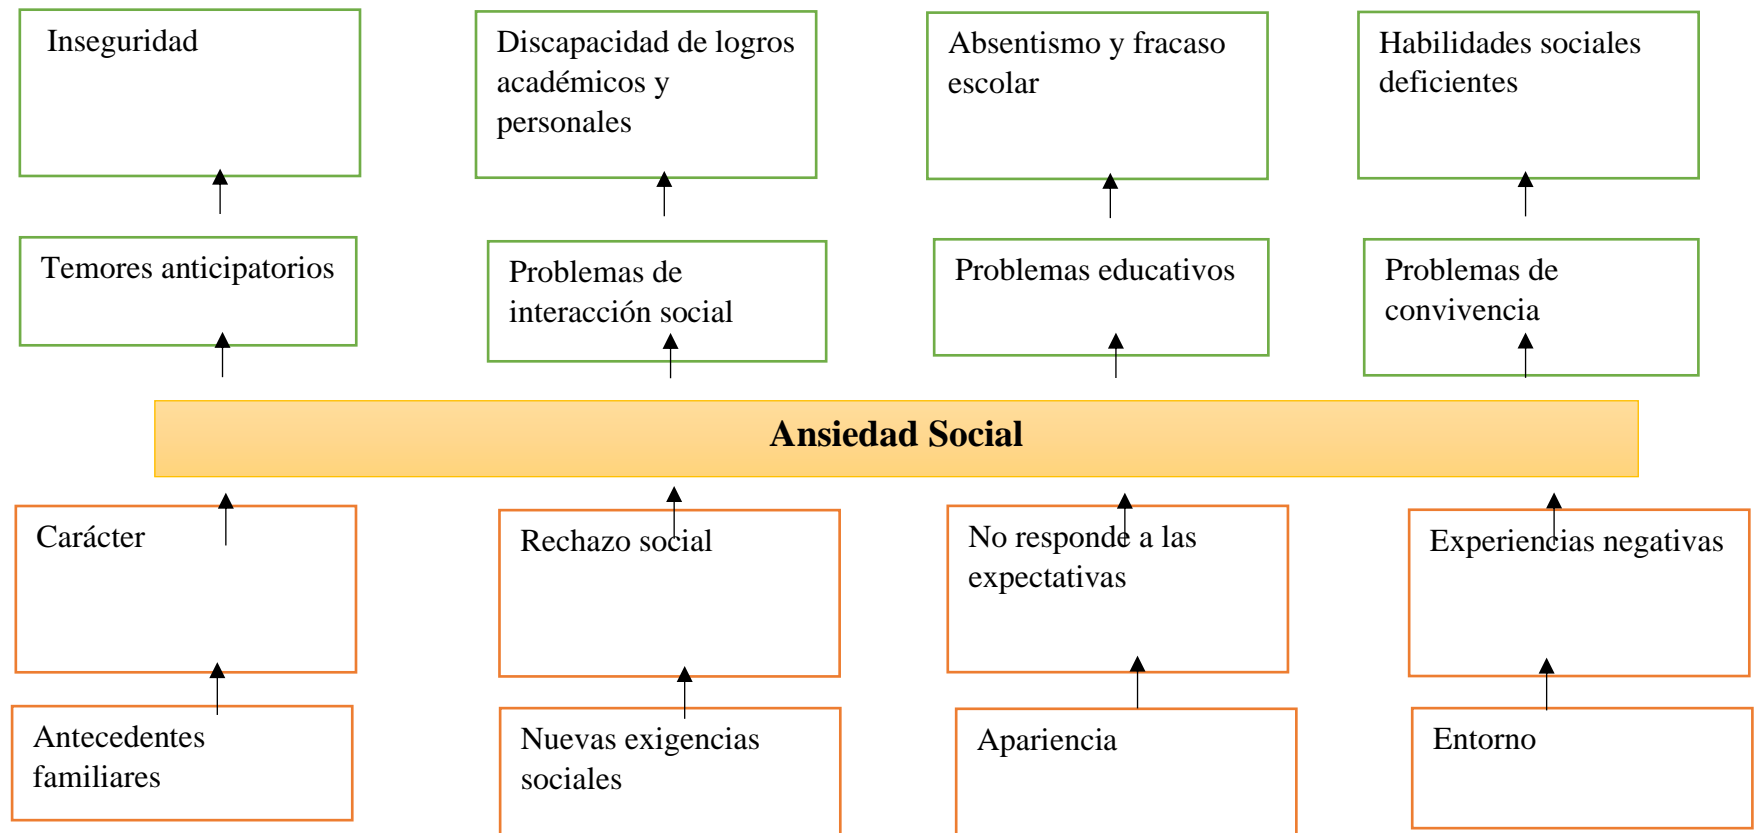 Inseguridad
Discapacidad de logros
académicos y
personales
Absentismo y fracaso
escolar
Habilidades sociales
deficientes
Temores anticipatorios
Problemas de
interacción social
Problemas educativos
Problemas de
convivencia
Ansiedad Social
Carácter
Rechazo social
No responde a las
expectativas
Experiencias negativas
Antecedentes
familiares
Nuevas exigencias
sociales
Apariencia
Entorno